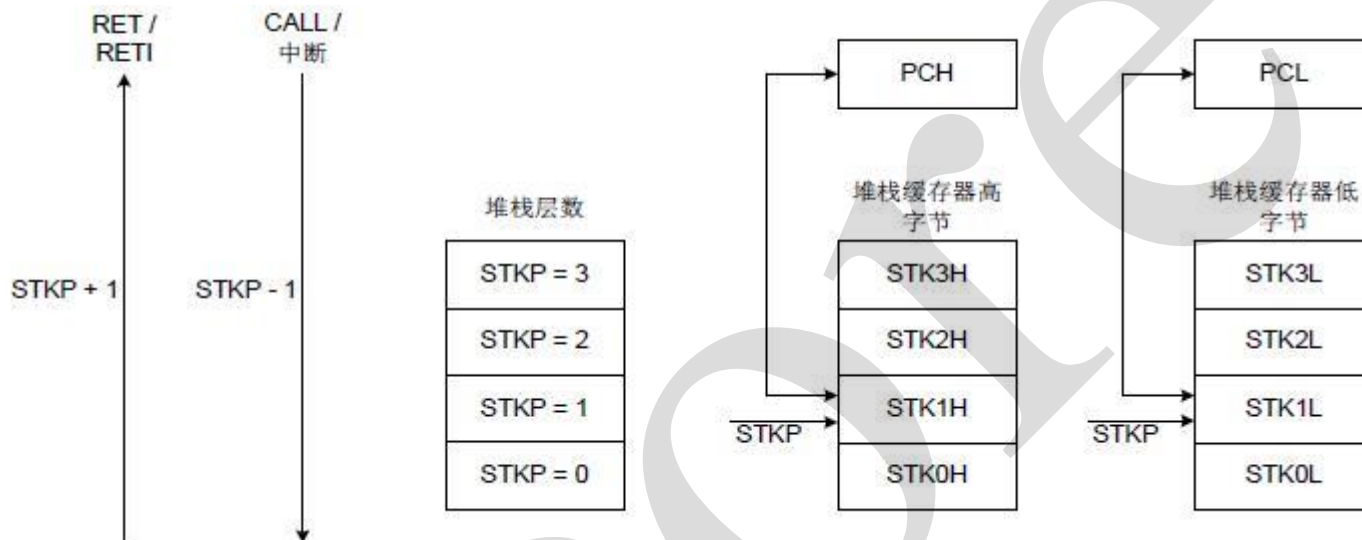 RET /
RETI
CALL /
中断
PCH
PCL
堆栈层数
堆栈缓存器高
字节
堆栈缓存器低
字节
STKP + 1
STKP - 1
STKP = 3
STK3H
STK3L
STKP = 2
STK2H
STK2L
STKP = 1
STKP
STK1H
STKP
STK1L
STKP = 0
STK0H
STK0L